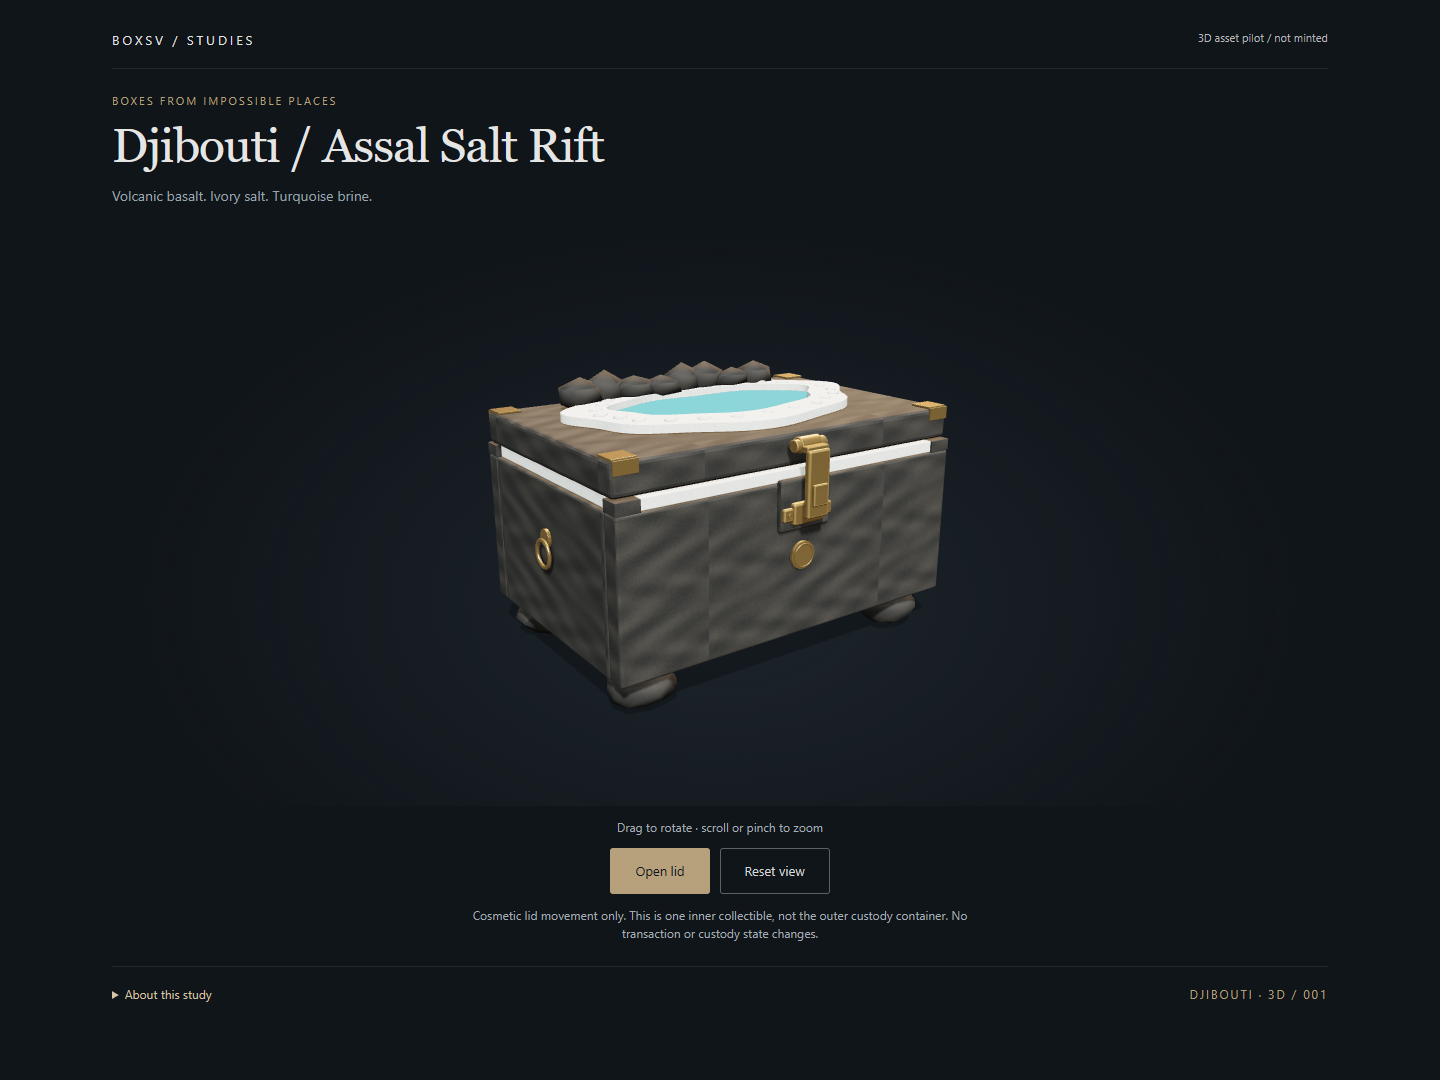 BOXSV / STUDIES
3D asset pilot / not minted
BOXES FROM IMPOSSIBLE PLACES
Djibouti / Assal Salt Rift
Volcanic basalt. Ivory salt. Turquoise brine.
Drag to rotate · scroll or pinch to zoom
Open lid
Reset view
Cosmetic lid movement only. This is one inner collectible, not the outer custody container. No
transaction or custody state changes.
About this study
DJIBOUTI · 3D / 001